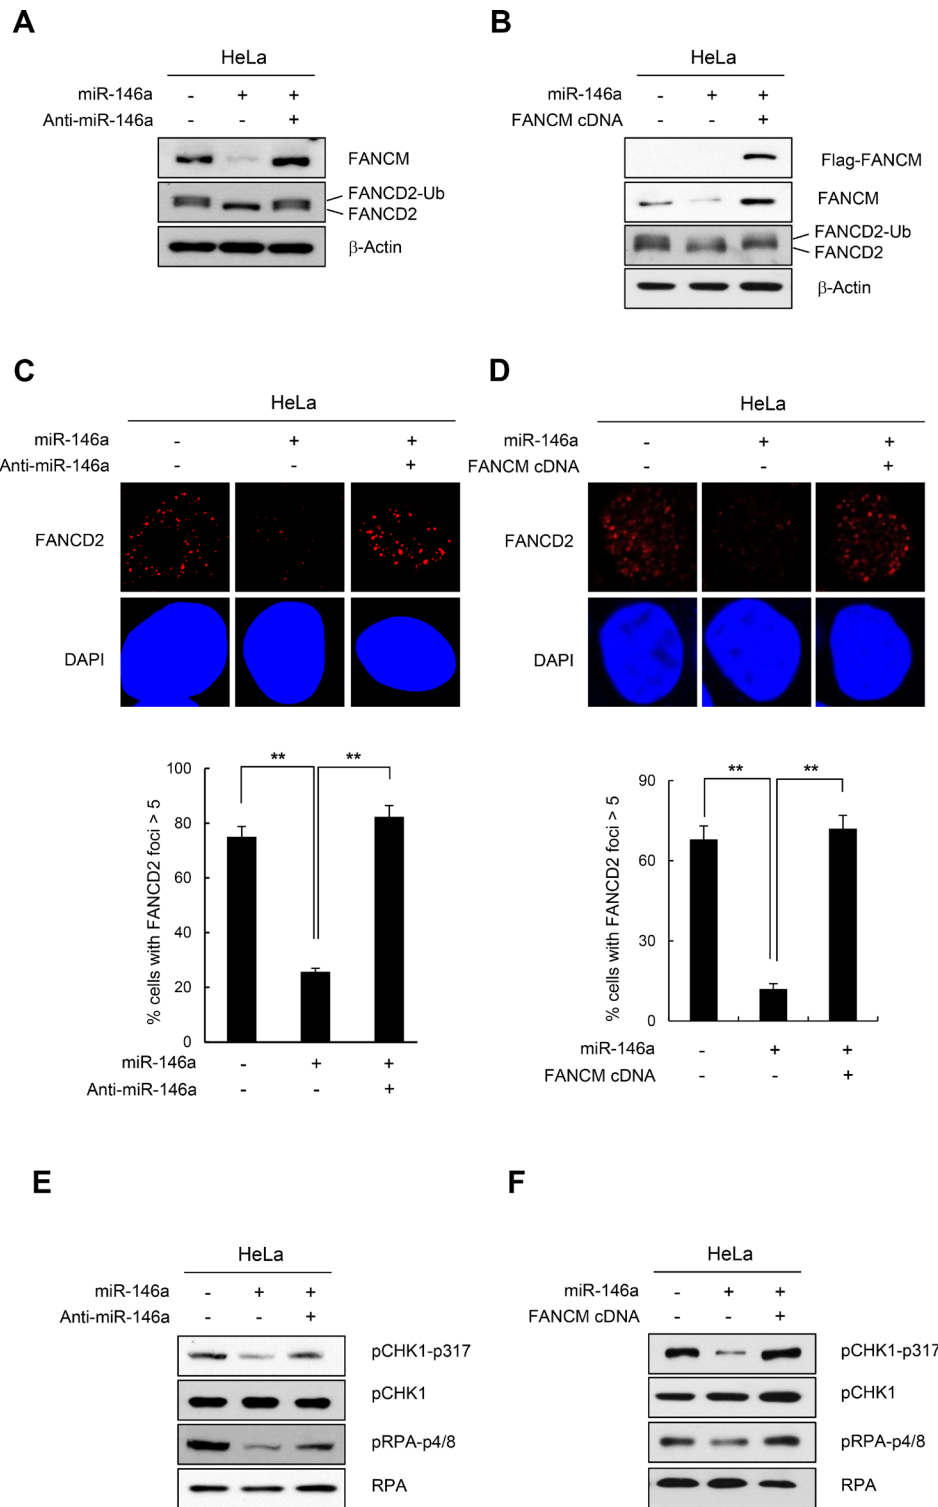 A
HeLa
miR-146a - + +
Anti-miR-146a - - +
FANCM
FANCD2-Ub
FANCD2
β-Actin
B
HeLa
miR-146a - + +
FANCM cDNA - - +
Flag-FANCM
FANCM
FANCD2-Ub
FANCD2
β-Actin
C
HeLa
miR-146a - + +
Anti-miR-146a - - +
FANCD2
DAPI
** **
% cells with FANCD2 foci > 5
100
80
60
40
20
0
miR-146a - + +
Anti-miR-146a - - +
D
HeLa
miR-146a - + +
FANCM cDNA - - +
FANCD2
DAPI
** **
% cells with FANCD2 foci > 5
90
60
30
0
miR-146a - + +
FANCM cDNA - - +
E
HeLa
miR-146a - + +
Anti-miR-146a - - +
pCHK1-p317
pCHK1
pRPA-p4/8
RPA
F
HeLa
miR-146a - + +
FANCM cDNA - - +
pCHK1-p317
pCHK1
pRPA-p4/8
RPA